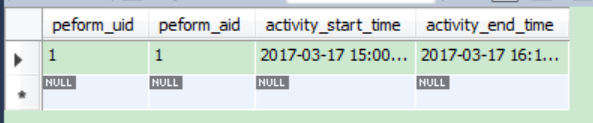 peform_uid peform_aid activity_start_time activity_end_time
1 1 2017-03-17 15:00... 2017-03-17 16:1...
NULL NULL NULL NULL